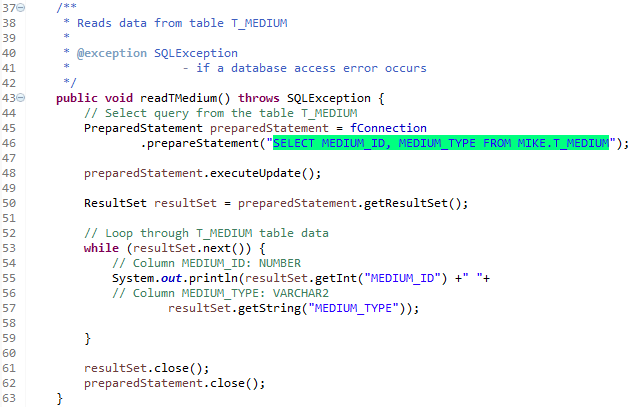 37 /**
38 * Reads data from table T_MEDIUM
39 *
40 * @exception SQLException
41 * - if a database access error occurs
42 */
43 public void readTMedium() throws SQLException {
44 // Select query from the table T_MEDIUM
45 PreparedStatement preparedStatement = fConnection
46 .prepareStatement("SELECT MEDIUM_ID, MEDIUM_TYPE FROM MIKE.T_MEDIUM");
47
48 preparedStatement.executeUpdate();
49
50 ResultSet resultSet = preparedStatement.getResultSet();
51
52 // Loop through T_MEDIUM table data
53 while (resultSet.next()) {
54 // Column MEDIUM_ID: NUMBER
55 System.out.println(resultSet.getInt("MEDIUM_ID") +" "+
56 // Column MEDIUM_TYPE: VARCHAR2
57 resultSet.getString("MEDIUM_TYPE"));
58
59 }
60
61 resultSet.close();
62 preparedStatement.close();
63 }